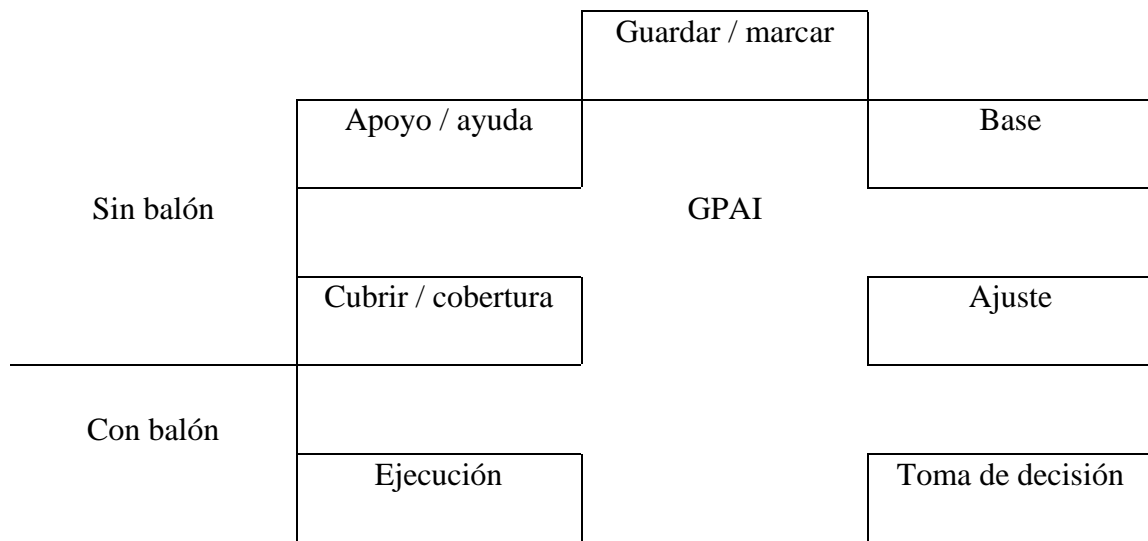 Guardar / marcar
Apoyo / ayuda
Base
Sin balón
GPAI
Cubrir / cobertura
Ajuste
Con balón
Ejecución
Toma de decisión